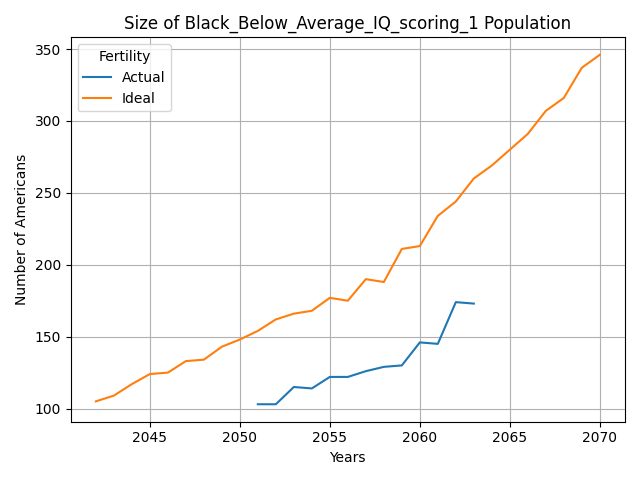 Size of Black_Below_Average_IQ_scoring_1 Population
350
300
250
200
150
100
Number of Americans
Fertility
Actual
Ideal
2045 2050 2055 2060 2065 2070
Years